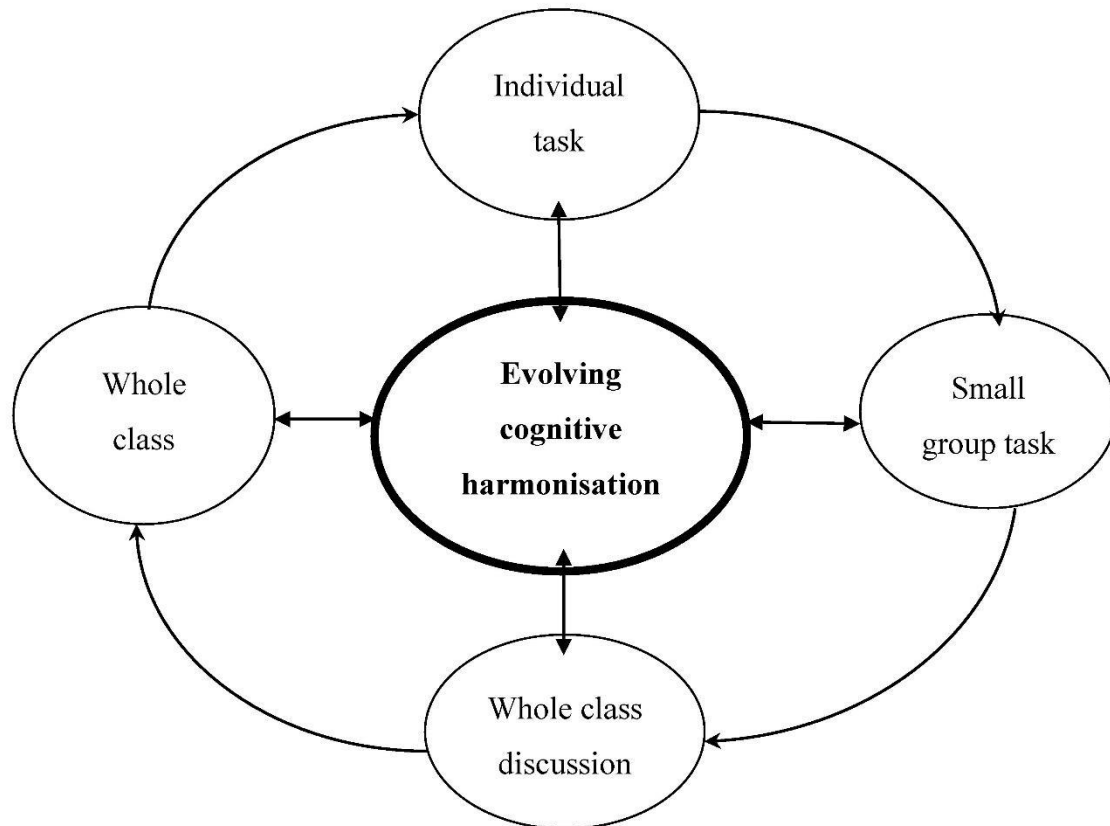 Individual
task
Whole
class
Evolving
cognitive
harmonisation
Small
group task
Whole class
discussion